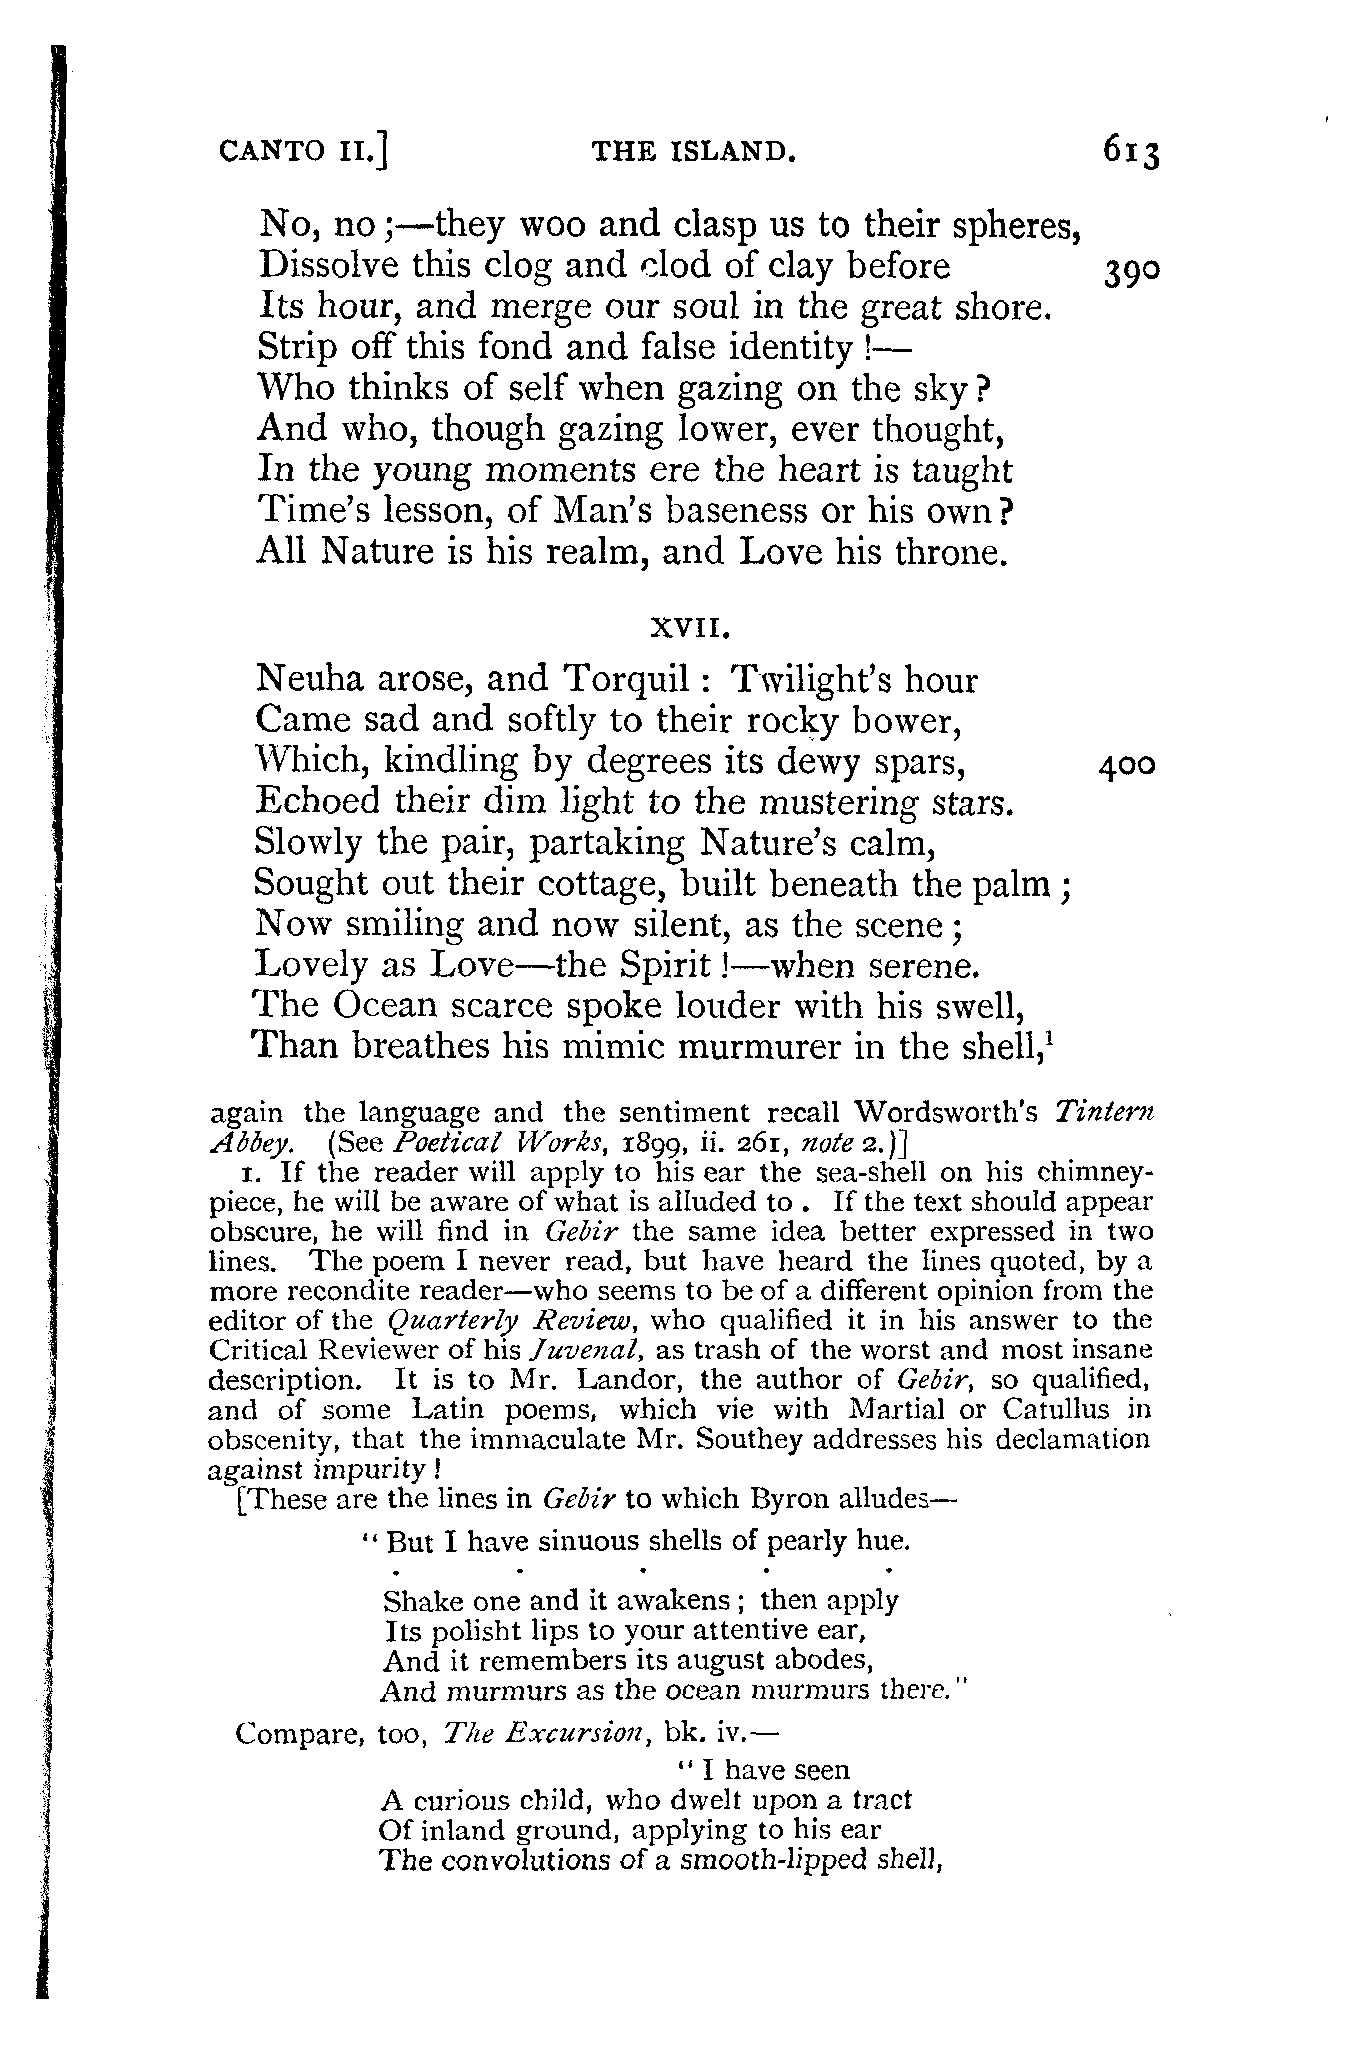 CANTO II.] THE ISLAND. 613
No, no ;—they woo and clasp us to their spheres,
Dissolve this clog and clod of clay before 390
Its hour, and merge our soul in the great shore.
Strip off this fond and false identity !—
Who thinks of self when gazing on the sky ?
And who, though gazing lower, ever thought,
In the young moments ere the heart is taught
Time's lesson, of Man's baseness or his own ?
All Nature is his realm, and Love his throne.
XVII.
Neuha arose, and Torquil : Twilight's hour
Came sad and softly to their rocky bower,
Which, kindling by degrees its dewy spars, 400
Echoed their dim light to the mustering stars.
Slowly the pair, partaking Nature's calm,
Sought out their cottage, built beneath the palm ;
Now smiling and now silent, as the scene ;
Lovely as Love—the Spirit !—when serene.
The Ocean scarce spoke louder with his swell,
Than breathes his mimic murmurer in the shell,¹
again the language and the sentiment recall Wordsworth's Tintern
Abbey. (See Poetical Works, 1899, ii. 261, note 2.)]
1. If the reader will apply to his ear the sea-shell on his chimney-
piece, he will be aware of what is alluded to . If the text should appear
obscure, he will find in Gebir the same idea better expressed in two
lines. The poem I never read, but have heard the lines quoted, by a
more recondite reader—who seems to be of a different opinion from the
editor of the Quarterly Review, who qualified it in his answer to the
Critical Reviewer of his Juvenal, as trash of the worst and most insane
description. It is to Mr. Landor, the author of Gebir, so qualified,
and of some Latin poems, which vie with Martial or Catullus in
obscenity, that the immaculate Mr. Southey addresses his declamation
against impurity !
[These are the lines in Gebir to which Byron alludes—
" But I have sinuous shells of pearly hue.
. . . . .
Shake one and it awakens ; then apply
Its polisht lips to your attentive ear,
And it remembers its august abodes,
And murmurs as the ocean murmurs there."
Compare, too, The Excursion, bk. iv.—
" I have seen
A curious child, who dwelt upon a tract
Of inland ground, applying to his ear
The convolutions of a smooth-lipped shell,